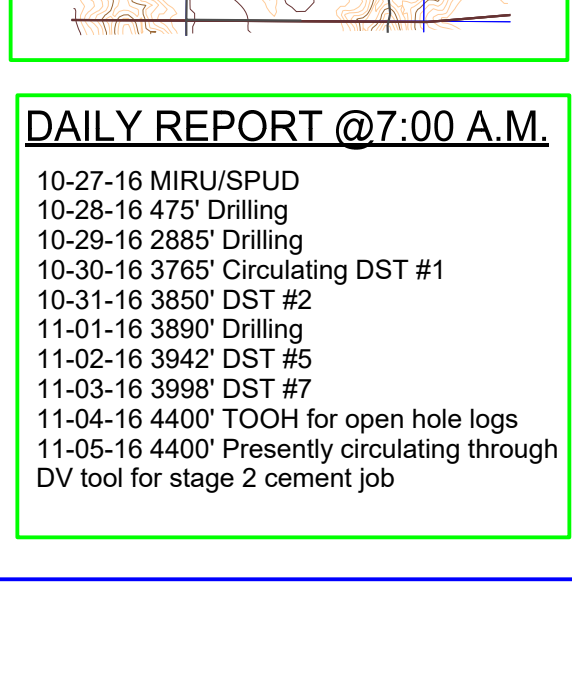 DAILY REPORT @7:00 A.M.
10-27-16 MIRU/SPUD
10-28-16 475' Drilling
10-29-16 2885' Drilling
10-30-16 3765' Circulating DST #1
10-31-16 3850' DST #2
11-01-16 3890' Drilling
11-02-16 3942' DST #5
11-03-16 3998' DST #7
11-04-16 4400' TOOH for open hole logs
11-05-16 4400' Presently circulating through
DV tool for stage 2 cement job